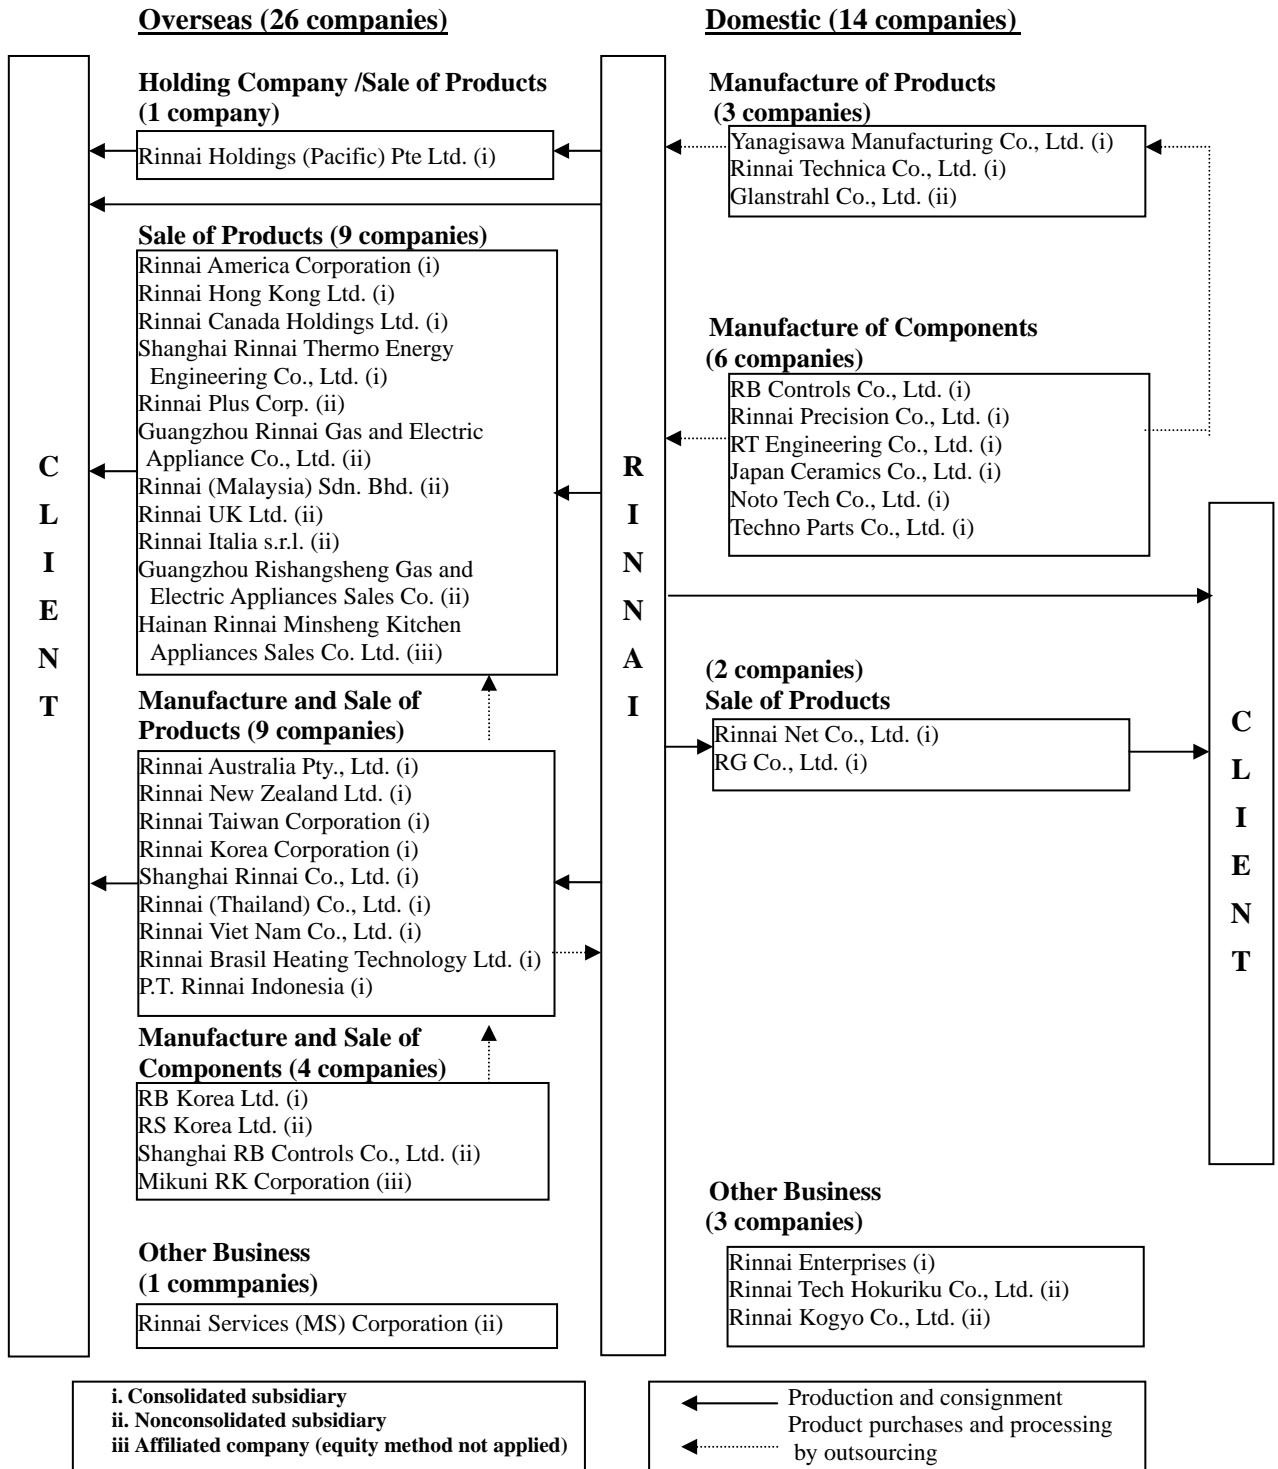 Overseas (26 companies)
Domestic (14 companies)
CLIENT
Holding Company /Sale of Products
(1 company)
Rinnai Holdings (Pacific) Pte Ltd. (i)
Sale of Products (9 companies)
Rinnai America Corporation (i)
Rinnai Hong Kong Ltd. (i)
Rinnai Canada Holdings Ltd. (i)
Shanghai Rinnai Thermo Energy
Engineering Co., Ltd. (i)
Rinnai Plus Corp. (ii)
Guangzhou Rinnai Gas and Electric
Appliance Co., Ltd. (ii)
Rinnai (Malaysia) Sdn. Bhd. (ii)
Rinnai UK Ltd. (ii)
Rinnai Italia s.r.l. (ii)
Guangzhou Rishangsheng Gas and
Electric Appliances Sales Co. (ii)
Hainan Rinnai Minsheng Kitchen
Appliances Sales Co. Ltd. (iii)
Manufacture and Sale of
Products (9 companies)
Rinnai Australia Pty., Ltd. (i)
Rinnai New Zealand Ltd. (i)
Rinnai Taiwan Corporation (i)
Rinnai Korea Corporation (i)
Shanghai Rinnai Co., Ltd. (i)
Rinnai (Thailand) Co., Ltd. (i)
Rinnai Viet Nam Co., Ltd. (i)
Rinnai Brasil Heating Technology Ltd. (i)
P.T. Rinnai Indonesia (i)
Manufacture and Sale of
Components (4 companies)
RB Korea Ltd. (i)
RS Korea Ltd. (ii)
Shanghai RB Controls Co., Ltd. (ii)
Mikuni RK Corporation (iii)
Other Business
(1 commpanies)
Rinnai Services (MS) Corporation (ii)
RINNAI
Manufacture of Products
(3 companies)
Yanagisawa Manufacturing Co., Ltd. (i)
Rinnai Technica Co., Ltd. (i)
Glanstrahl Co., Ltd. (ii)
Manufacture of Components
(6 companies)
RB Controls Co., Ltd. (i)
Rinnai Precision Co., Ltd. (i)
RT Engineering Co., Ltd. (i)
Japan Ceramics Co., Ltd. (i)
Noto Tech Co., Ltd. (i)
Techno Parts Co., Ltd. (i)
(2 companies)
Sale of Products
Rinnai Net Co., Ltd. (i)
RG Co., Ltd. (i)
CLIENT
Other Business
(3 companies)
Rinnai Enterprises (i)
Rinnai Tech Hokuriku Co., Ltd. (ii)
Rinnai Kogyo Co., Ltd. (ii)
i. Consolidated subsidiary
ii. Nonconsolidated subsidiary
iii Affiliated company (equity method not applied)
Production and consignment
Product purchases and processing
by outsourcing